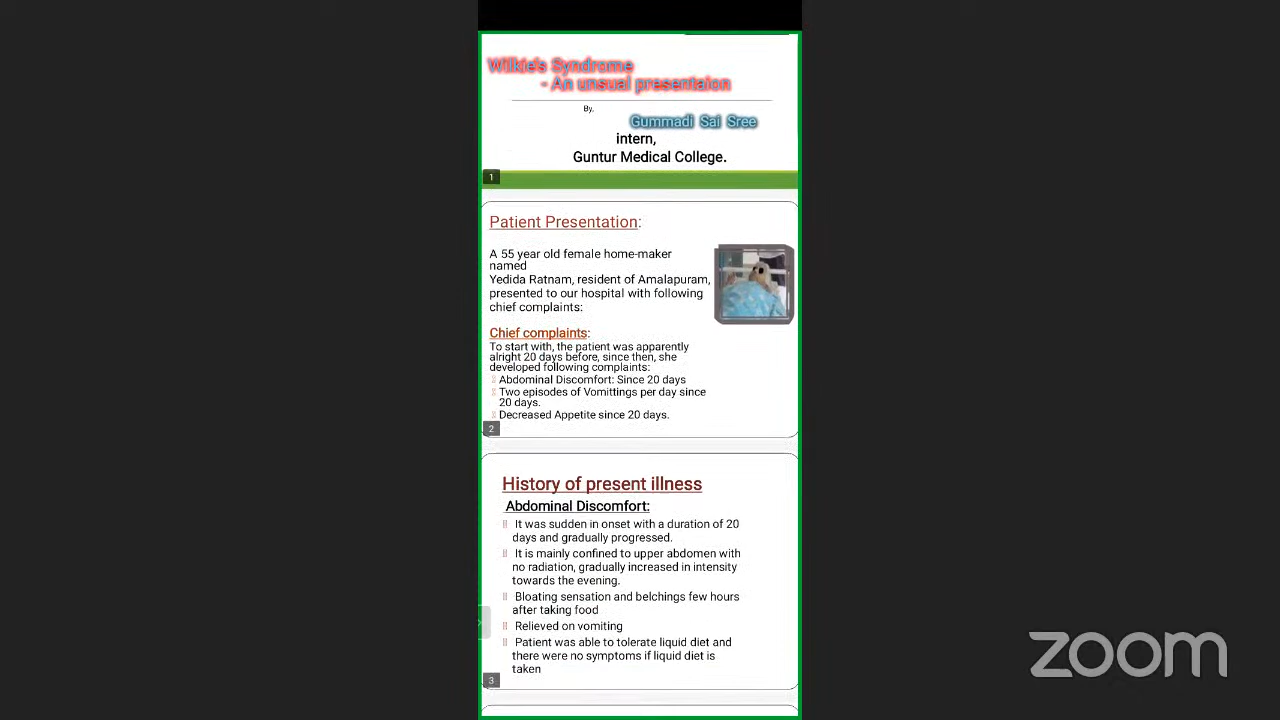 Wilkie's Syndrome
- An unsual presentaion
By,
Gummadi Sai Sree
intern,
Guntur Medical College.
1
Patient Presentation:
A 55 year old female home-maker
named
Yedida Ratnam, resident of Amalapuram,
presented to our hospital with following
chief complaints:
Chief complaints:
To start with, the patient was apparently
alright 20 days before, since then, she
developed following complaints:
Abdominal Discomfort: Since 20 days
Two episodes of Vomittings per day since
20 days.
Decreased Appetite since 20 days.
2
History of present illness
Abdominal Discomfort:
It was sudden in onset with a duration of 20
days and gradually progressed.
It is mainly confined to upper abdomen with
no radiation, gradually increased in intensity
towards the evening.
Bloating sensation and belchings few hours
after taking food
Relieved on vomiting
Patient was able to tolerate liquid diet and
there were no symptoms if liquid diet is
taken
3
zoom